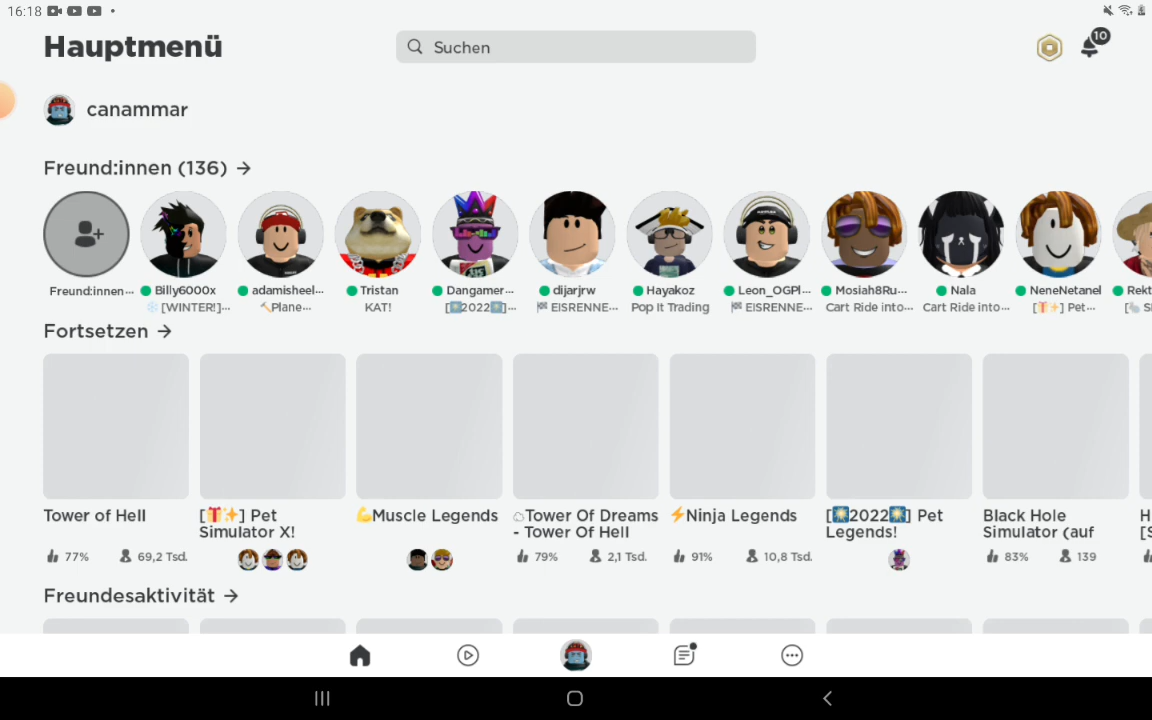 16:18
Hauptmenü
Suchen
10
canammar
Freund:innen (136) →
Freund:innen...
Billy6000x
❄️[WINTER!]...
adamisheel...
🔨Plane...
Tristan
KAT!
Dangamer...
[🎆2022🎆]...
dijarjrw
🏁 EISRENNE...
Hayakoz
Pop It Trading
Leon_OGPl...
🏁 EISRENNE...
Mosiah8Ru...
Cart Ride into...
Nala
Cart Ride into...
NeneNetanel
[🎁✨] Pet...
Rekt
Fortsetzen →
Tower of Hell
77% 69,2 Tsd.
[🎁✨] Pet
Simulator X!
💪Muscle Legends
☁Tower Of Dreams
- Tower Of Hell
79% 2,1 Tsd.
⚡Ninja Legends
91% 10,8 Tsd.
[🎆2022🎆] Pet
Legends!
Black Hole
Simulator (auf
83% 139
H
[S
Freundesaktivität →